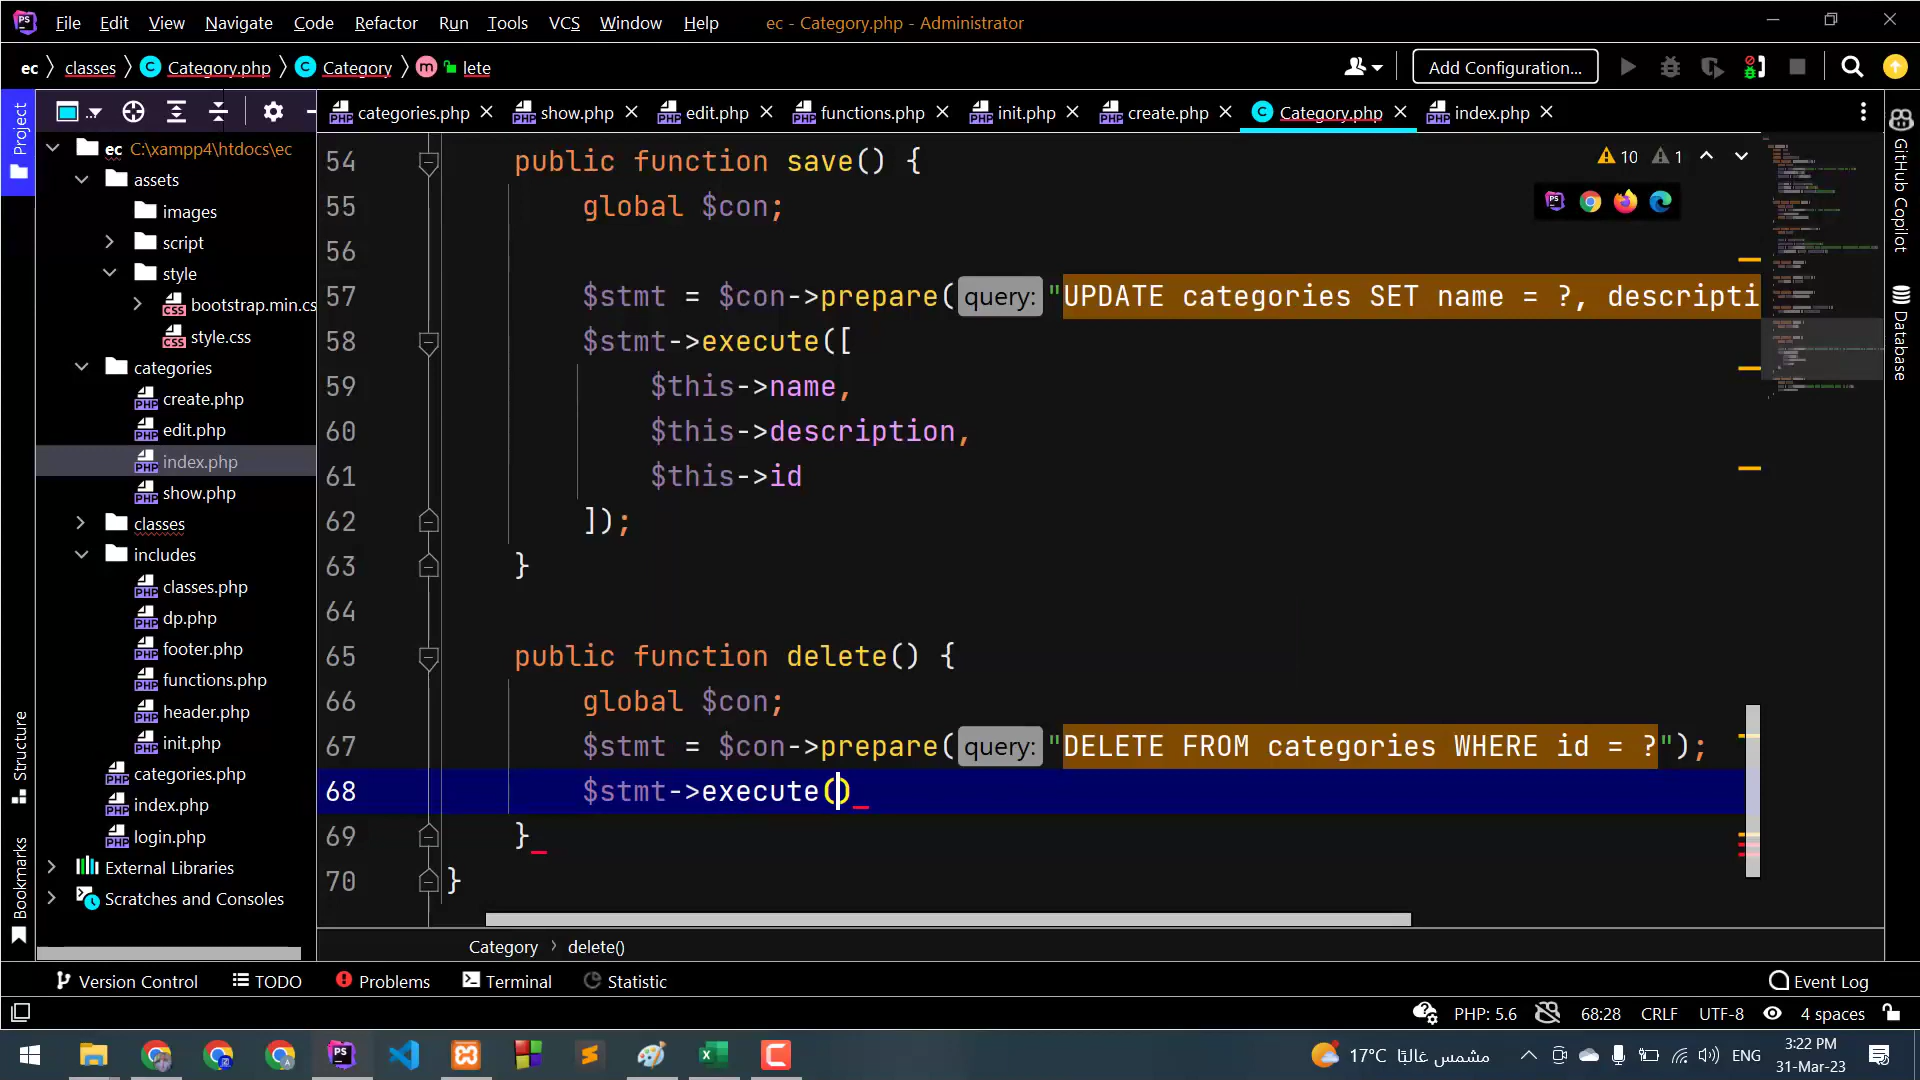 File Edit View Navigate Code Refactor Run Tools VCS Window Help ec - Category.php - Administrator
ec classes Category.php Category m lete Add Configuration...
Project
categories.php show.php edit.php functions.php init.php create.php Category.php index.php
ec C:\xampp4\htdocs\ec
assets
images
script
style
bootstrap.min.cs
style.css
categories
create.php
edit.php
index.php
show.php
classes
includes
classes.php
dp.php
footer.php
functions.php
header.php
init.php
categories.php
index.php
login.php
External Libraries
Scratches and Consoles
Structure
Bookmarks
10 1
54 public function save() {
55 global $con;
56
57 $stmt = $con->prepare( query: "UPDATE categories SET name = ?, descripti
58 $stmt->execute([
59 $this->name,
60 $this->description,
61 $this->id
62 ]);
63 }
64
65 public function delete() {
66 global $con;
67 $stmt = $con->prepare( query: "DELETE FROM categories WHERE id = ?");
68 $stmt->execute()
69 }
70 }
Category delete()
GitHub Copilot
Database
Version Control TODO Problems Terminal Statistic Event Log
PHP: 5.6 68:28 CRLF UTF-8 4 spaces
17°C مشمس غالبًا ENG 3:22 PM
31-Mar-23